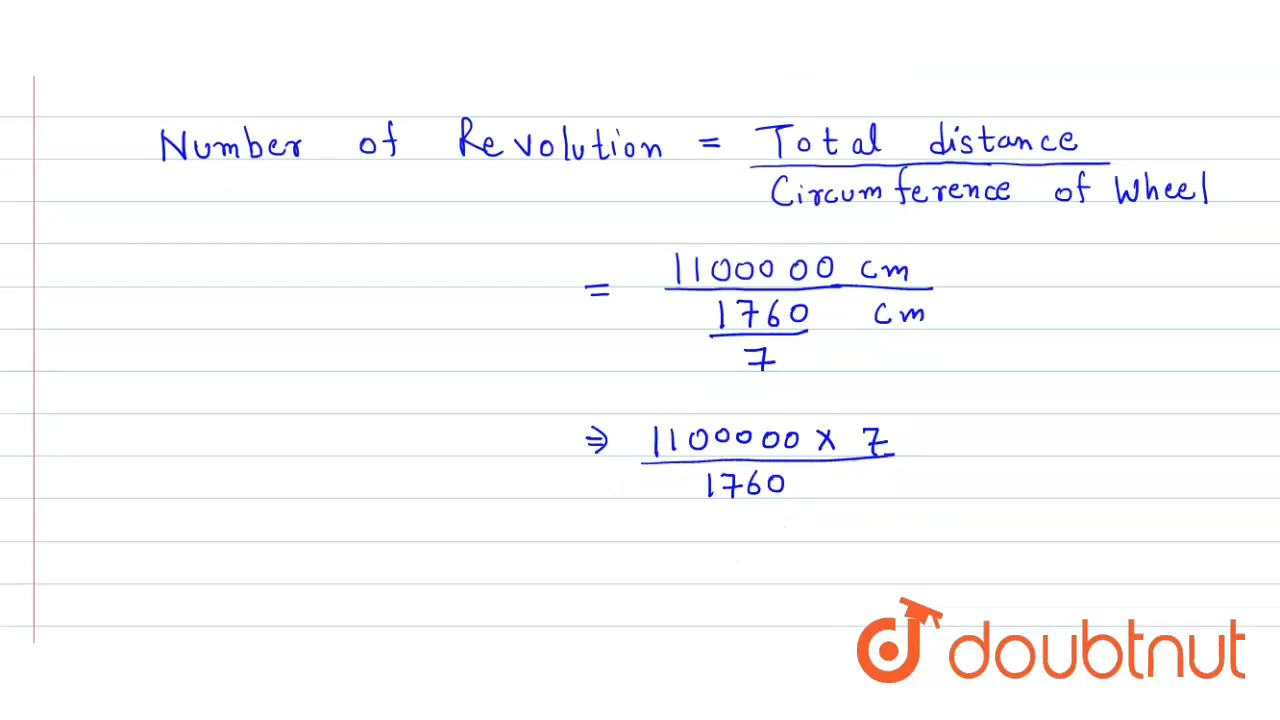 Number of Revolution = Total distance
Circumference of Wheel
= 1100000 cm
1760 cm
7
⇒ 1100000 x 7
1760
doubtnut